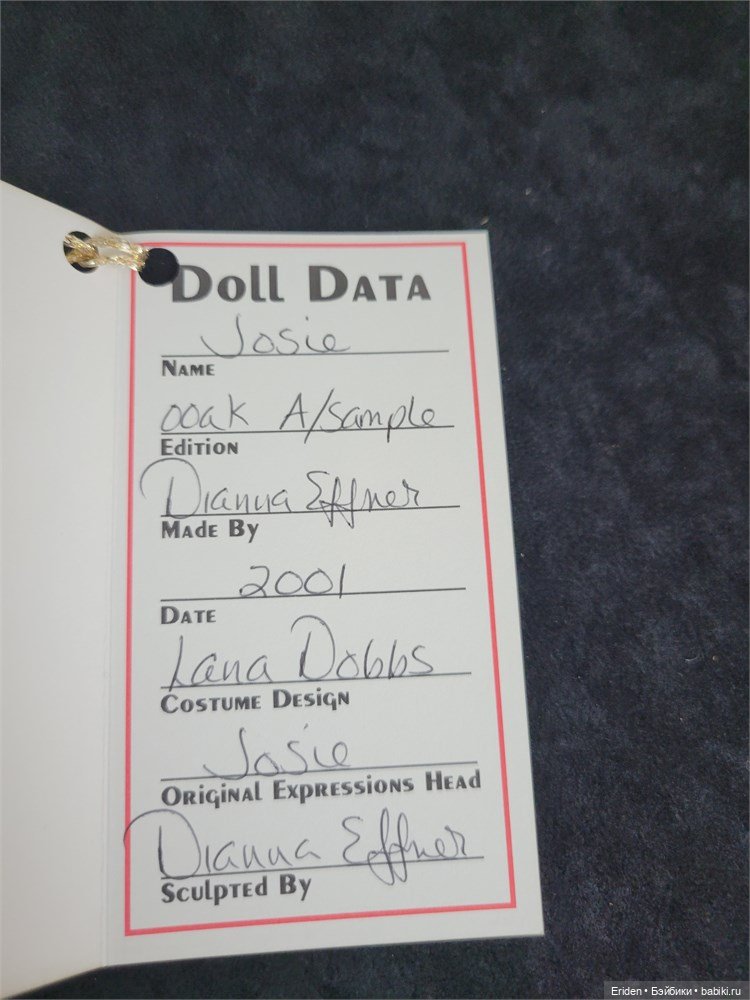 Doll Data
Josie
Name
ooak A/sample
Edition
Dianna Effner
Made By
2001
Date
Lana Dobbs
Costume Design
Josie
Original Expressions Head
Dianna Effner
Sculpted By
Eriden • Бэйбики • babiki.ru